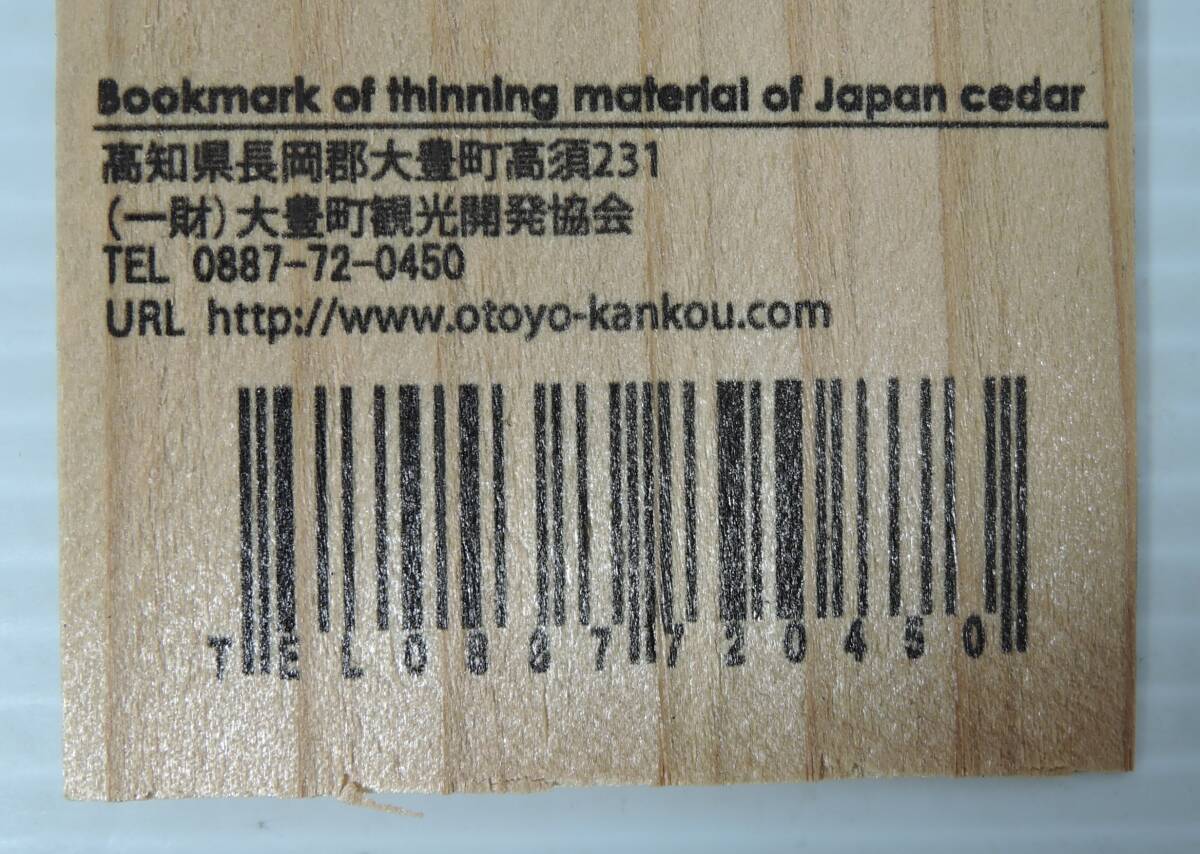 Bookmark of thinning material of Japan cedar
高知県長岡郡大豊町高須231
(一財)大豊町観光開発協会
TEL 0887-72-0450
URL http://www.otoyo-kankou.com
TEL0887720450